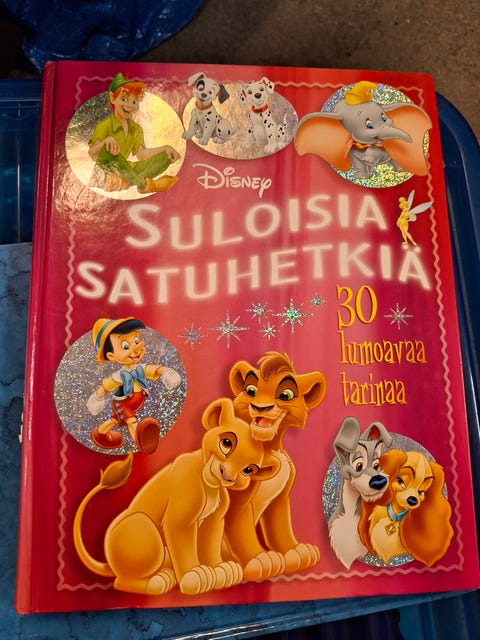 Disney
SULOISIA
SATUHETKIÄ
30
lumoavaa
tarinaa